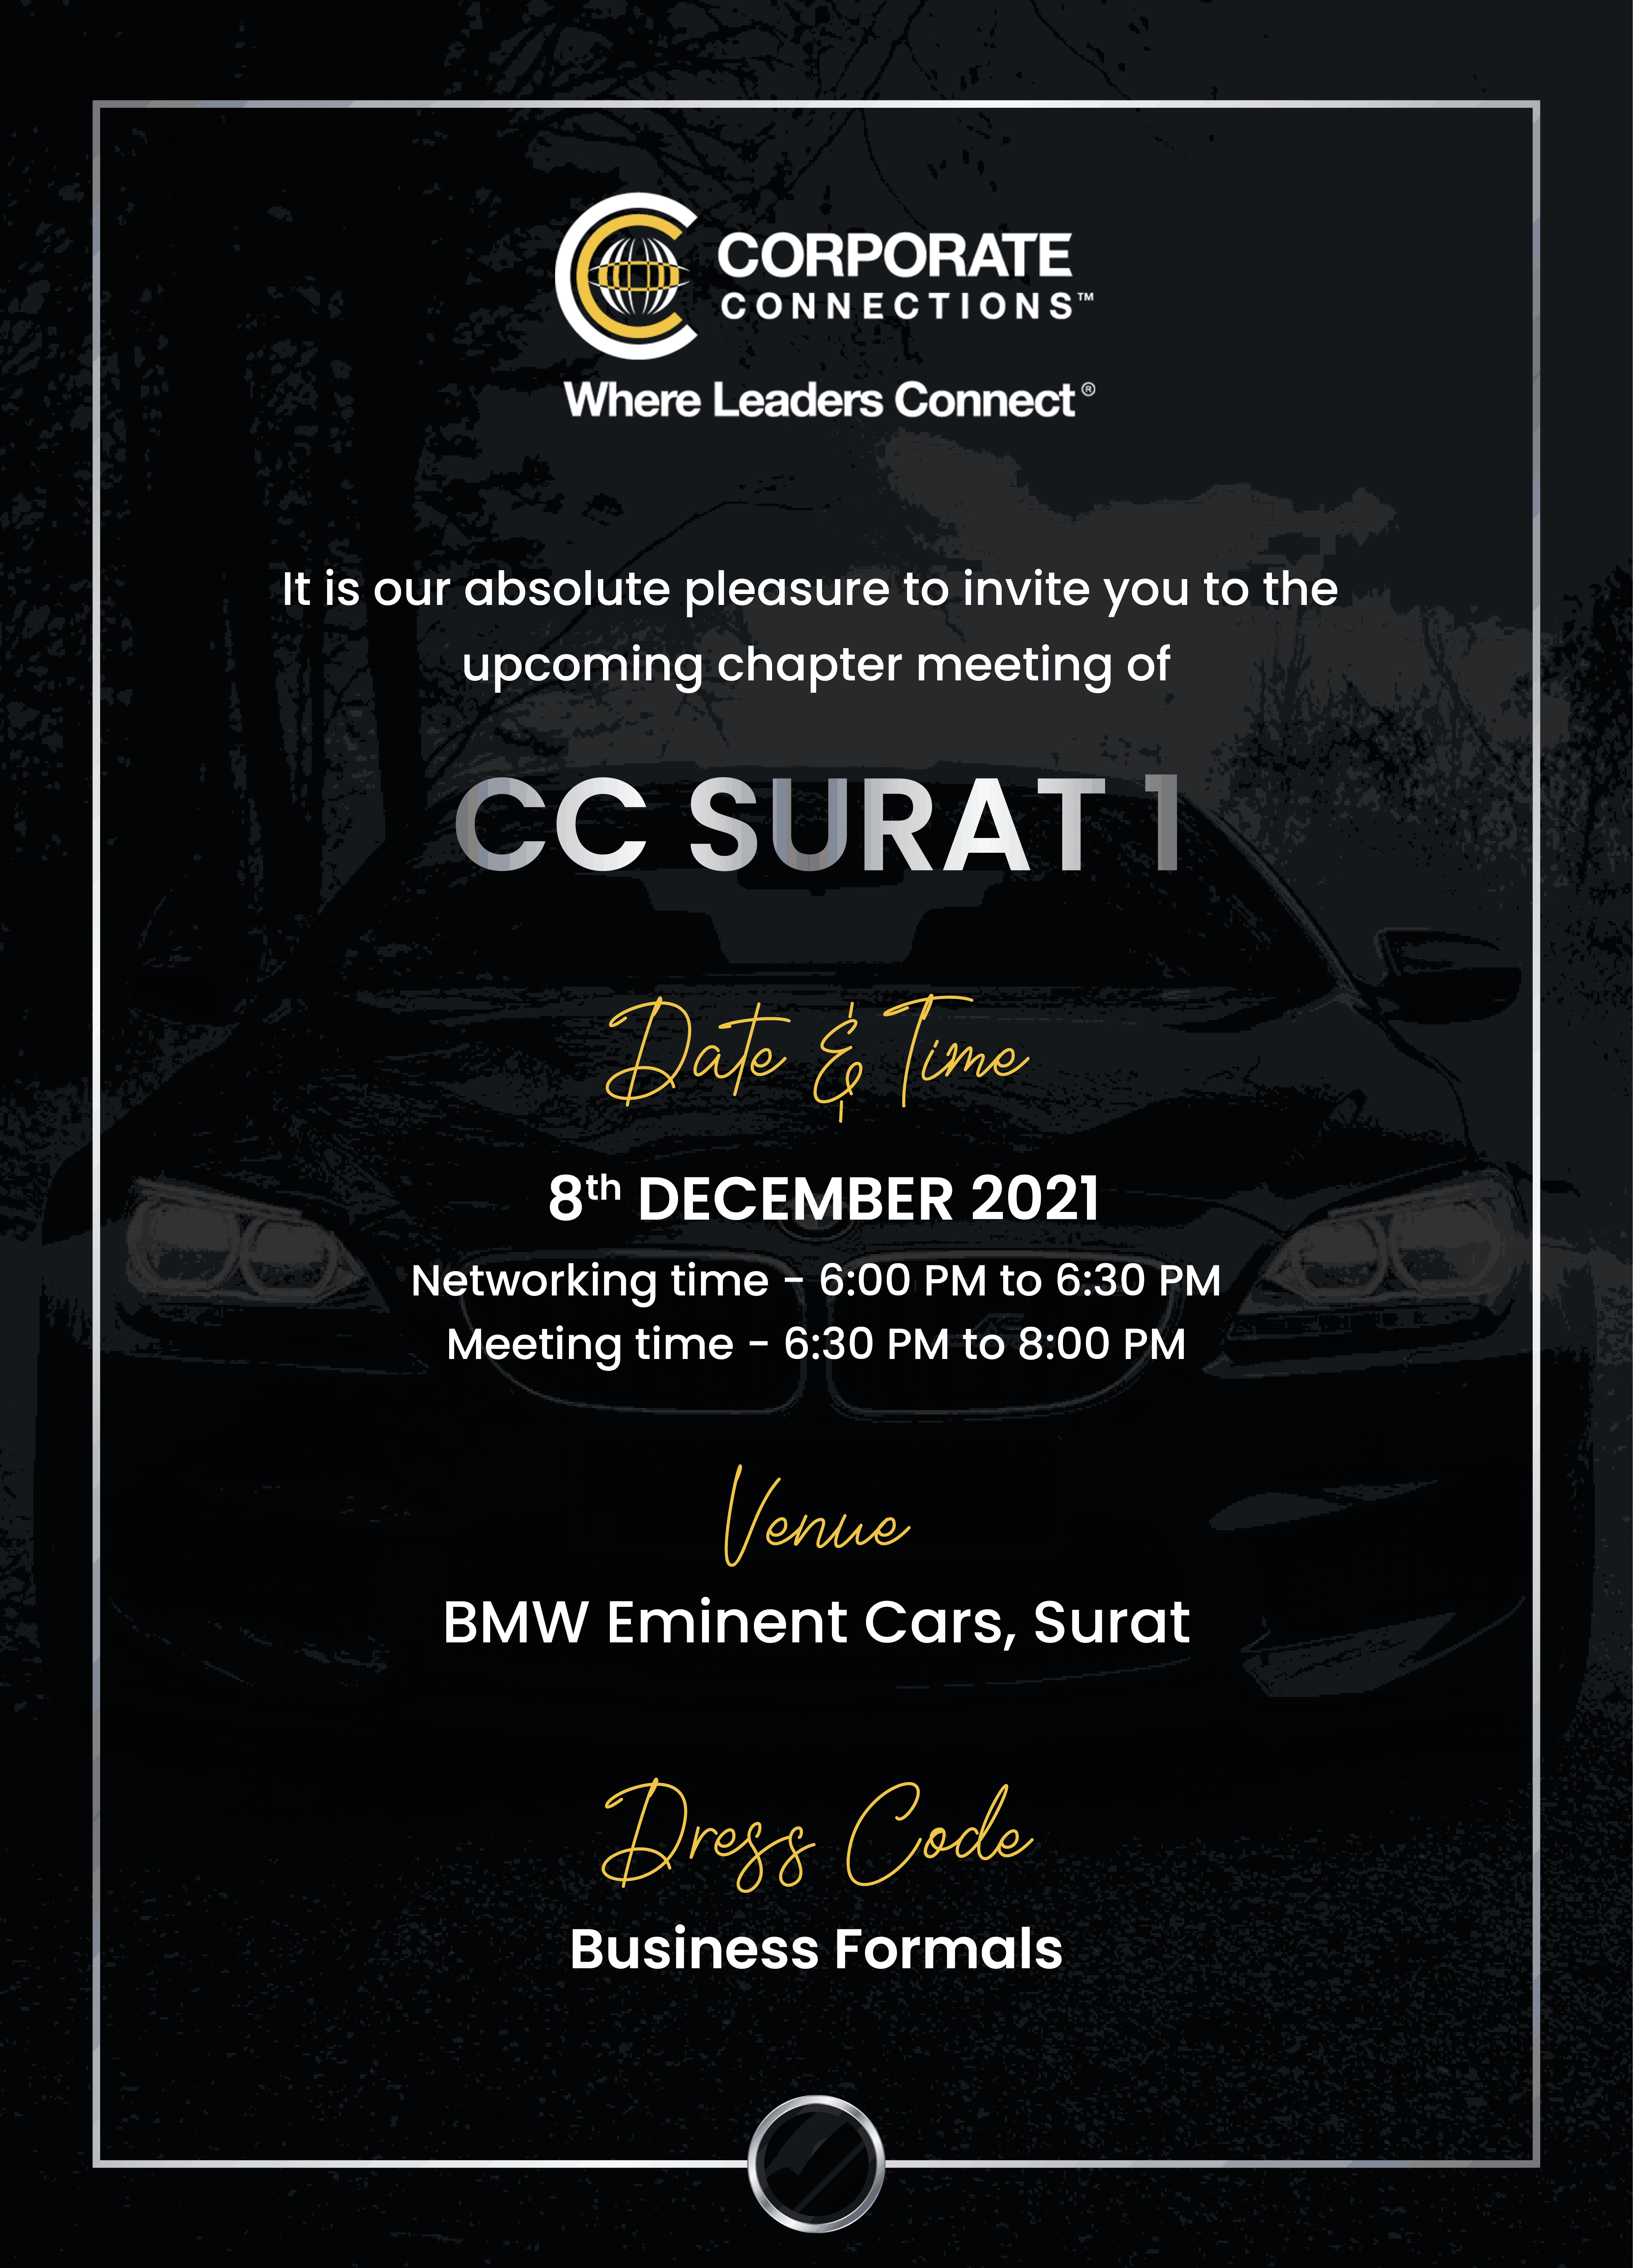 CORPORATE
CONNECTIONS™
Where Leaders Connect®
It is our absolute pleasure to invite you to the
upcoming chapter meeting of
CC SURAT 1
Date & Time
8th DECEMBER 2021
Networking time - 6:00 PM to 6:30 PM
Meeting time - 6:30 PM to 8:00 PM
Venue
BMW Eminent Cars, Surat
Dress Code
Business Formals